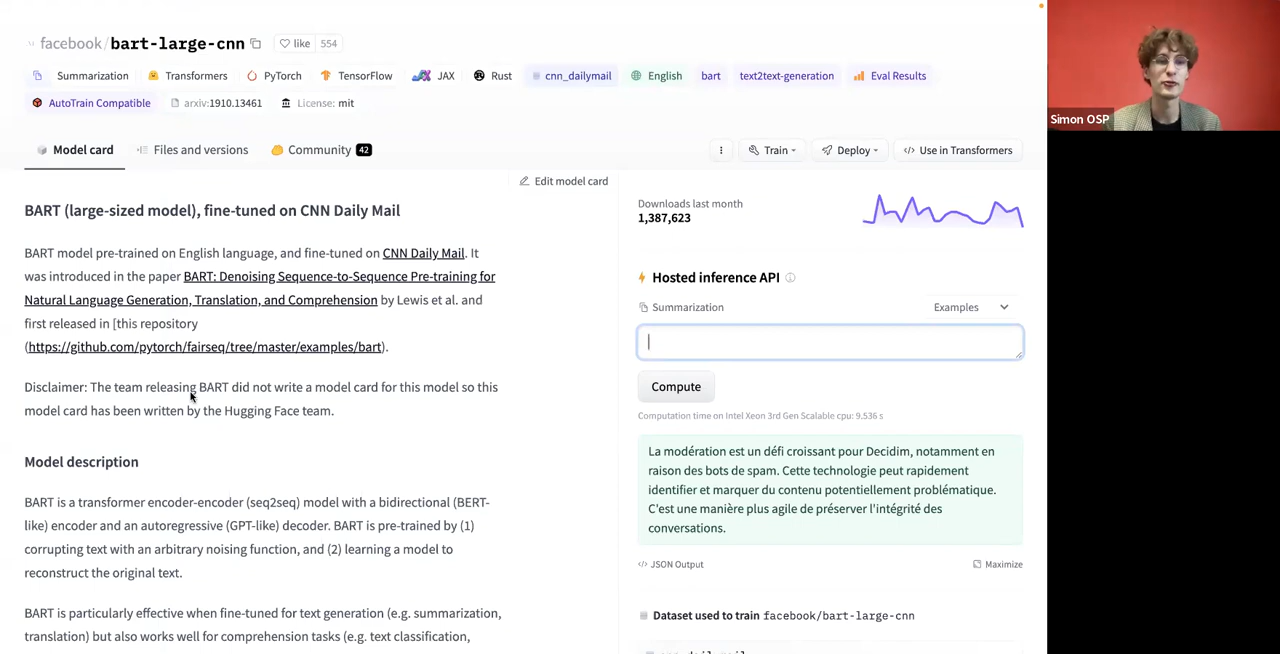 facebook/bart-large-cnn like 554
Summarization Transformers PyTorch TensorFlow JAX Rust cnn_dailymail English bart text2text-generation Eval Results
AutoTrain Compatible arxiv:1910.13461 License: mit
Model card Files and versions Community 42 Train Deploy </> Use in Transformers
Edit model card
BART (large-sized model), fine-tuned on CNN Daily Mail
BART model pre-trained on English language, and fine-tuned on CNN Daily Mail. It
was introduced in the paper BART: Denoising Sequence-to-Sequence Pre-training for
Natural Language Generation, Translation, and Comprehension by Lewis et al. and
first released in [this repository
(https://github.com/pytorch/fairseq/tree/master/examples/bart).
Disclaimer: The team releasing BART did not write a model card for this model so this
model card has been written by the Hugging Face team.
Model description
BART is a transformer encoder-encoder (seq2seq) model with a bidirectional (BERT-
like) encoder and an autoregressive (GPT-like) decoder. BART is pre-trained by (1)
corrupting text with an arbitrary noising function, and (2) learning a model to
reconstruct the original text.
BART is particularly effective when fine-tuned for text generation (e.g. summarization,
translation) but also works well for comprehension tasks (e.g. text classification,
Downloads last month
1,387,623
Hosted inference API
Summarization Examples
Compute
Computation time on Intel Xeon 3rd Gen Scalable cpu: 9,536 s
La modération est un défi croissant pour Decidim, notamment en
raison des bots de spam. Cette technologie peut rapidement
identifier et marquer du contenu potentiellement problématique.
C'est une manière plus agile de préserver l'intégrité des
conversations.
</> JSON Output Maximize
Dataset used to train facebook/bart-large-cnn
Simon OSP